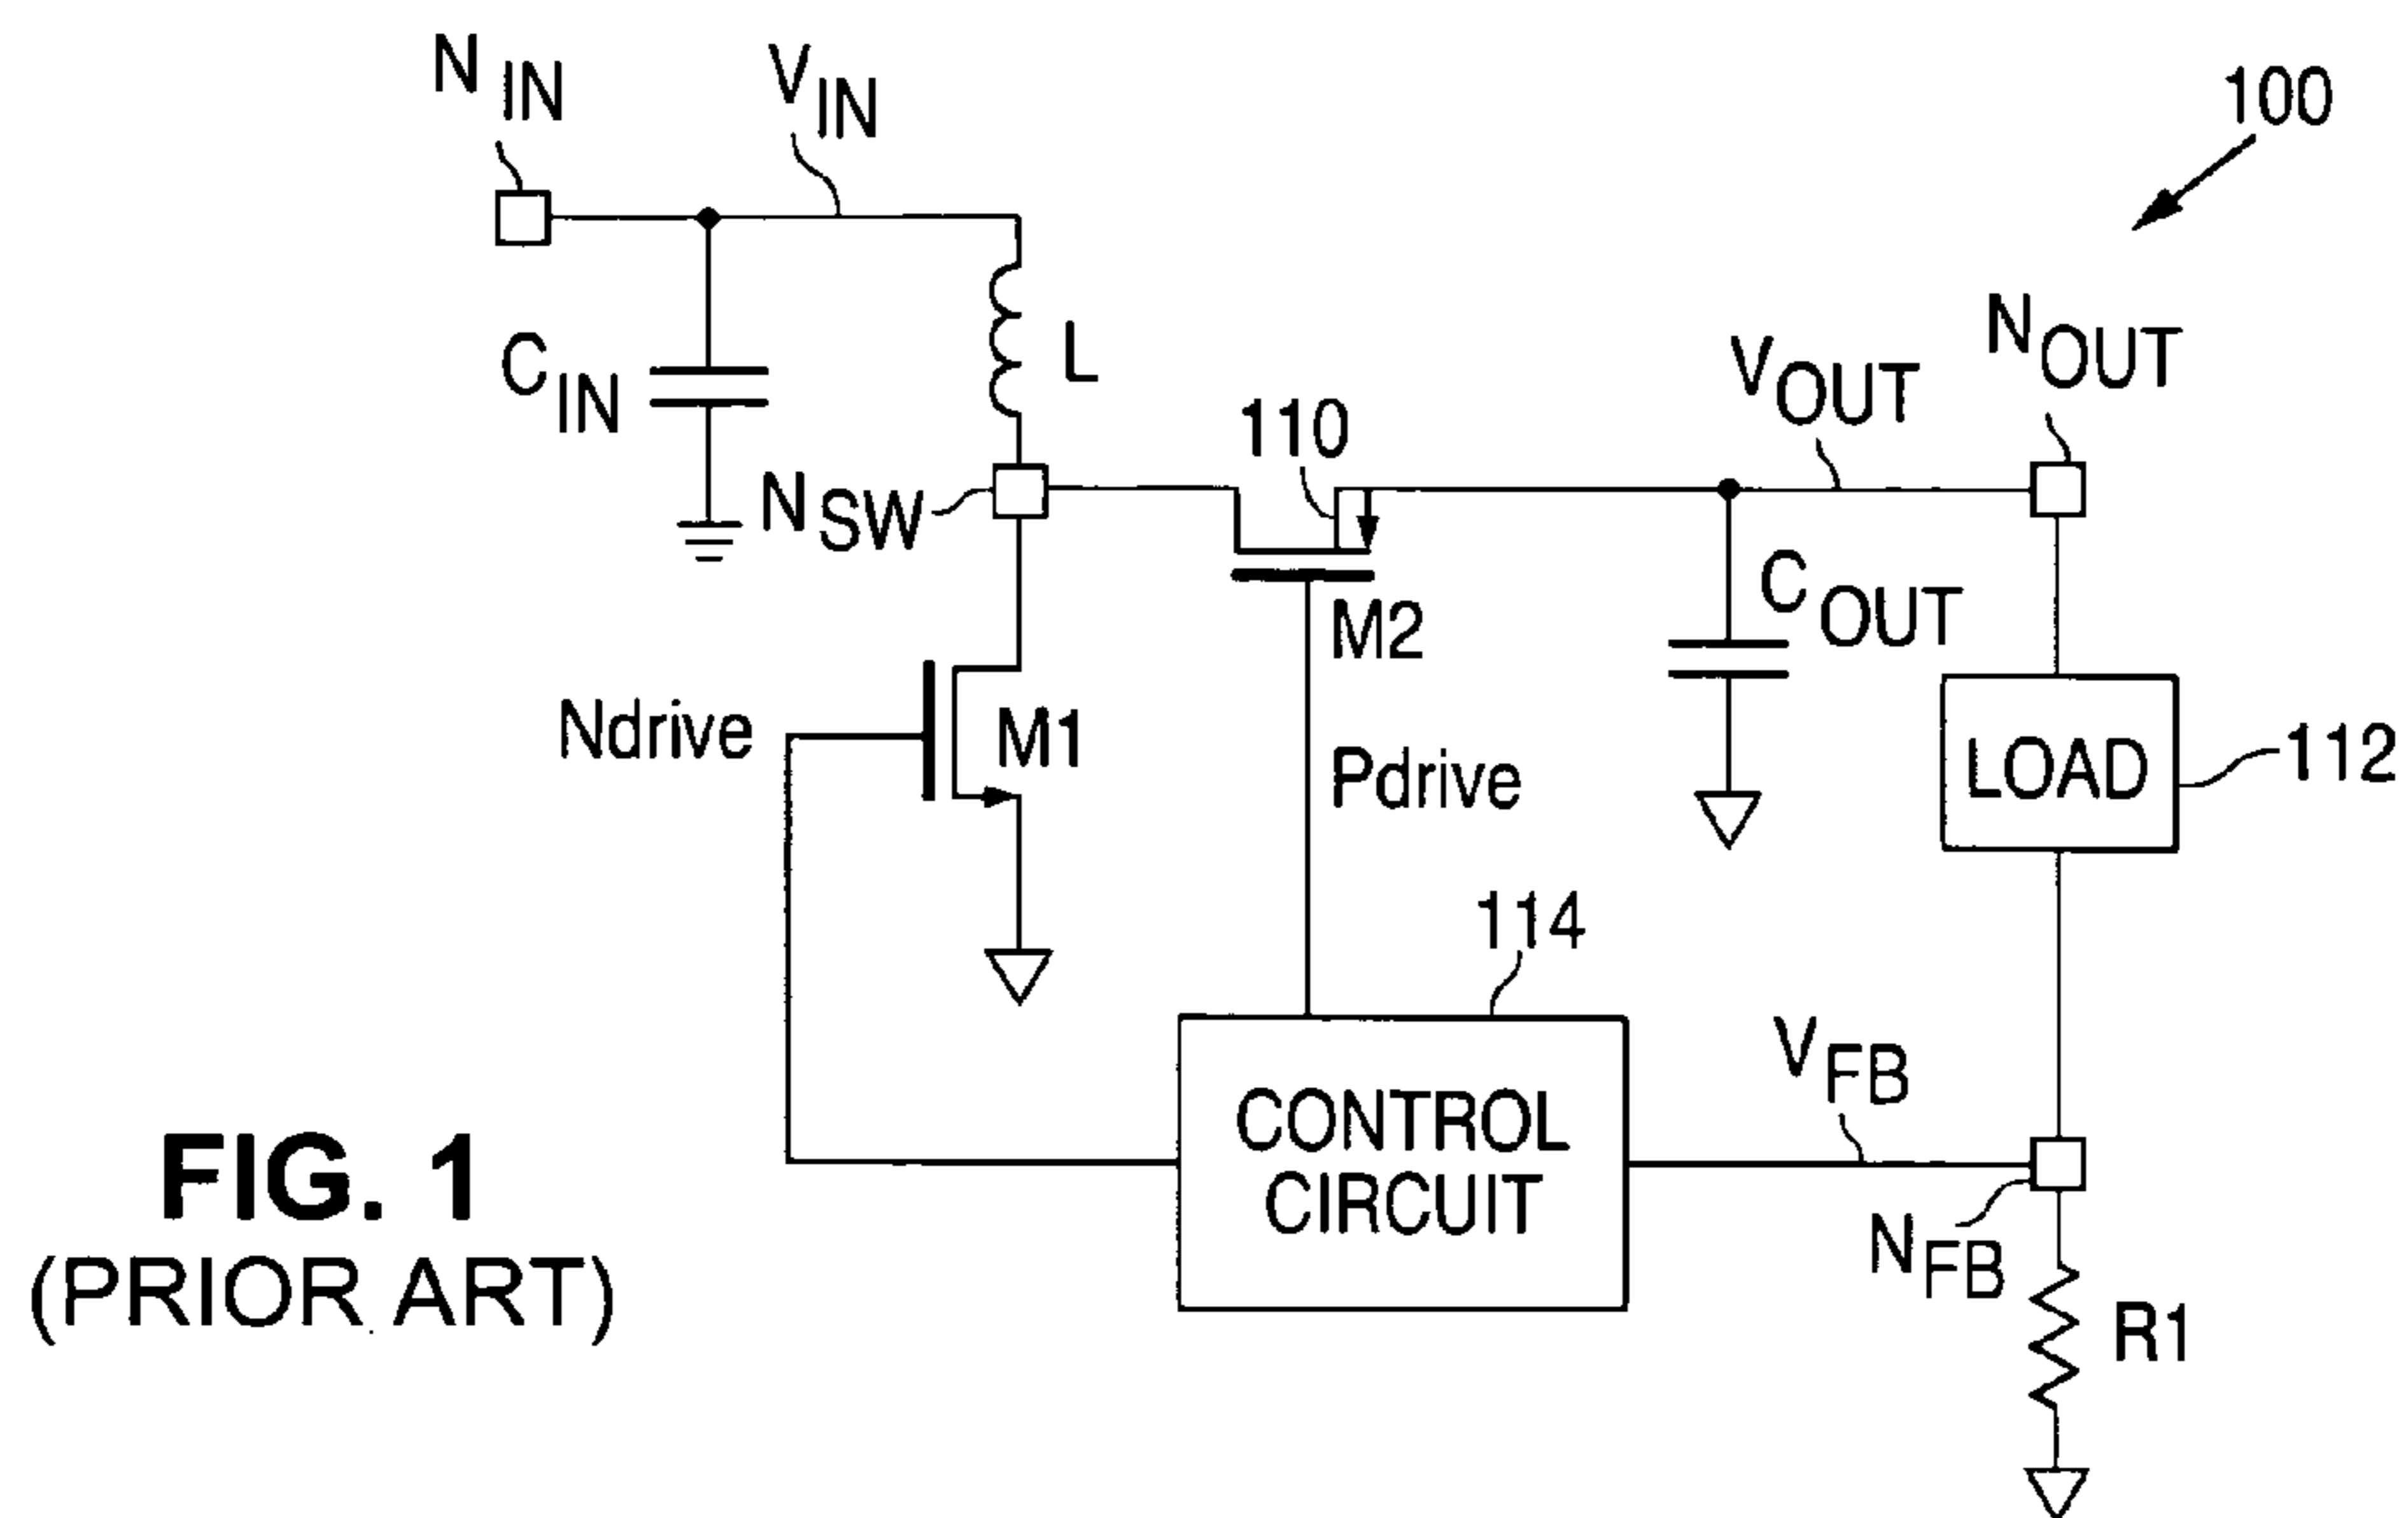 N IN
V IN
100
C IN
L
N SW
110
V OUT
N OUT
M2
C OUT
Ndrive
M1
Pdrive
LOAD
112
114
CONTROL
CIRCUIT
V FB
N FB
R1
FIG. 1
(PRIOR ART)